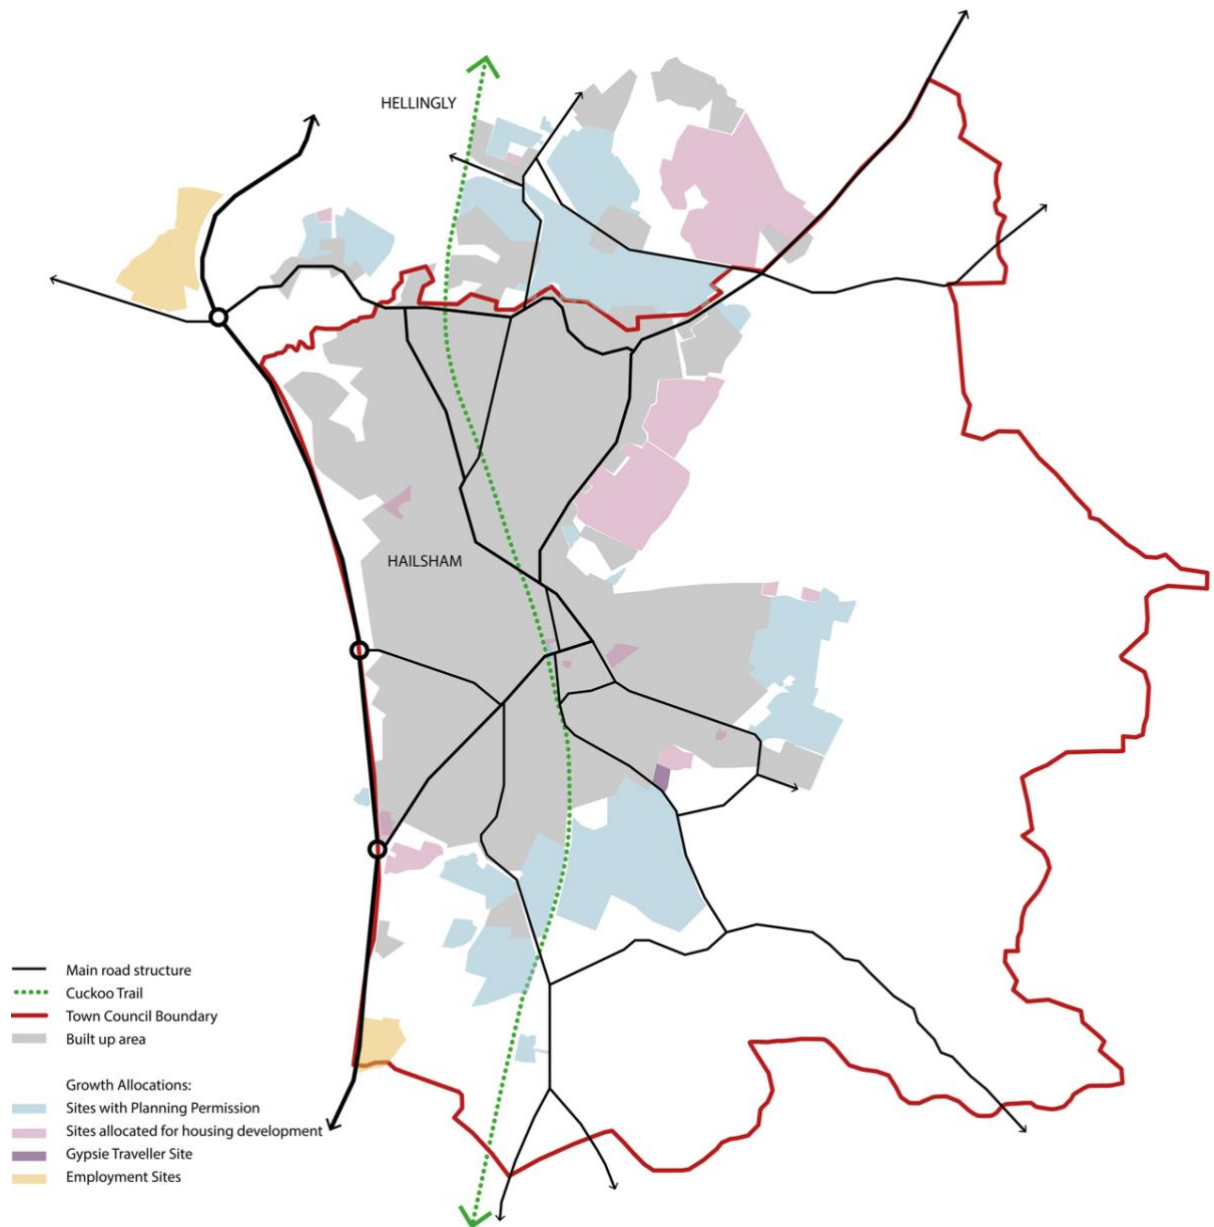 HELLINGLY
HAILSHAM
Main road structure
Cuckoo Trail
Town Council Boundary
Built up area
Growth Allocations:
Sites with Planning Permission
Sites allocated for housing development
Gypsie Traveller Site
Employment Sites